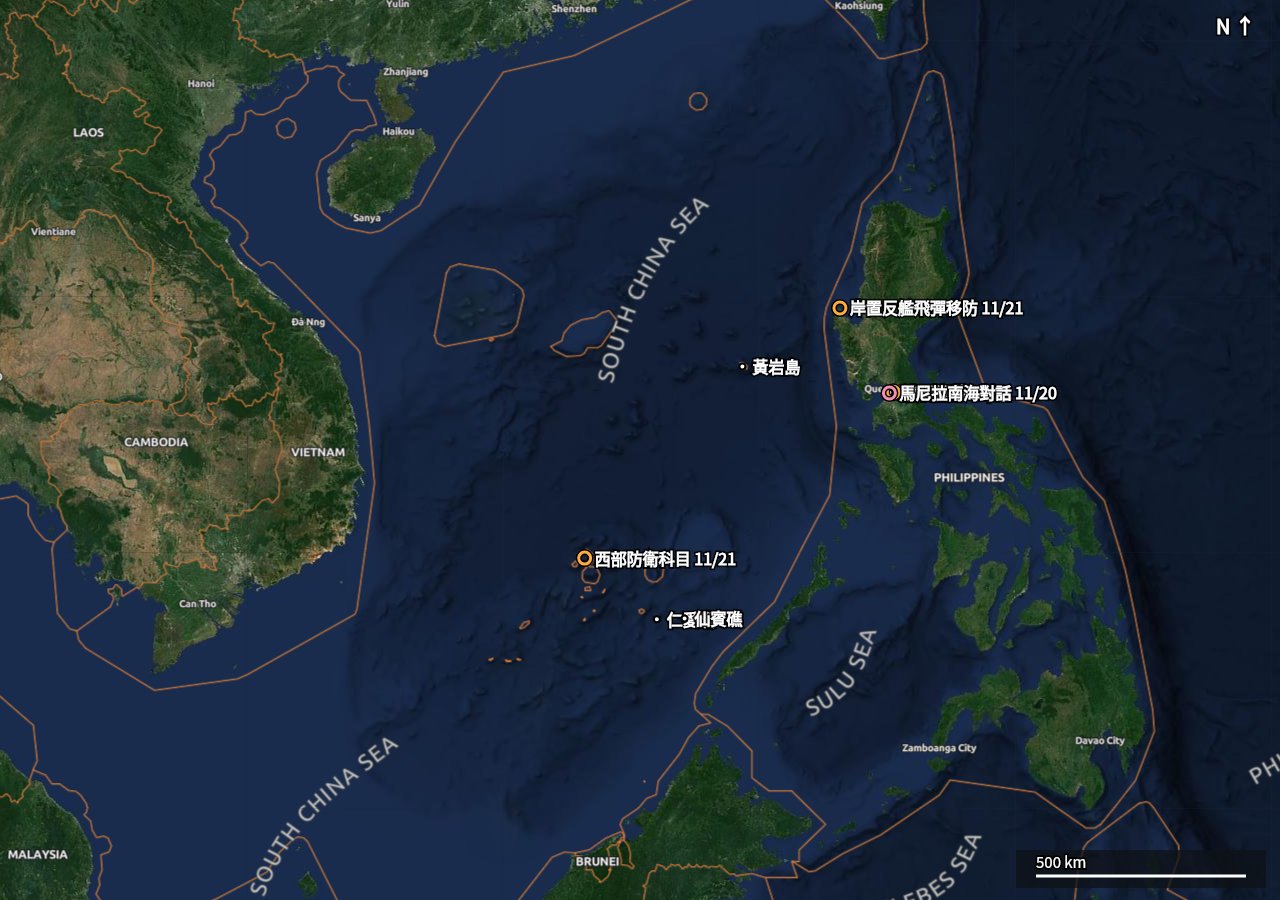 Yulin
Shenzhen
Kaohsiung
N ↑
Zhanjiang
Hanoi
LAOS
Haikou
Sanya
Vientiane
SOUTH CHINA SEA
岸置反艦飛彈移防 11/21
Đà Nng
黃岩島
馬尼拉南海對話 11/20
CAMBODIA
VIETNAM
PHILIPPINES
西部防衛科目 11/21
Can Tho
仙賓礁
SULU SEA
Zamboanga City
Davao City
SOUTH CHINA SEA
MALAYSIA
BRUNEI
500 km